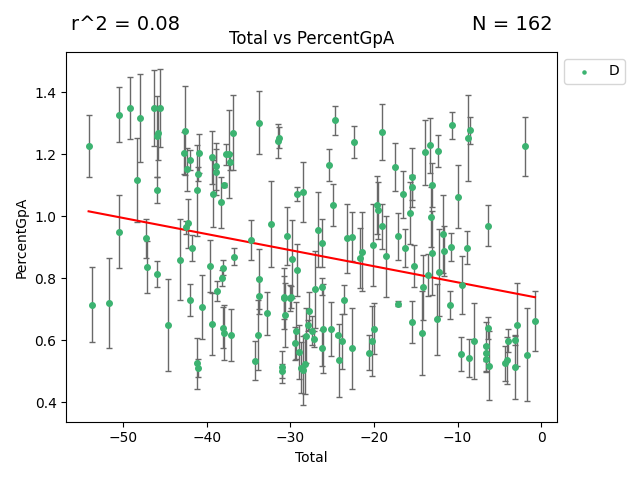 r^2 = 0.08
N = 162
Total vs PercentGpA
D
1.4
1.2
1.0
0.8
0.6
0.4
PercentGpA
−50 −40 −30 −20 −10 0
Total